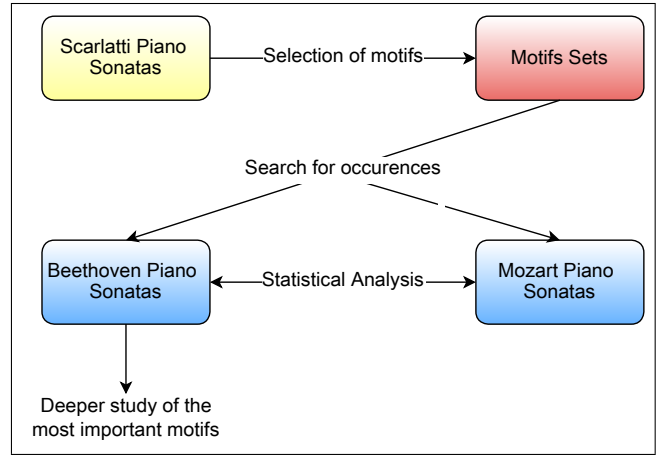 Scarlatti Piano
Sonatas
Selection of motifs
Motifs Sets
Search for occurences
Beethoven Piano
Sonatas
Statistical Analysis
Mozart Piano
Sonatas
Deeper study of the
most important motifs